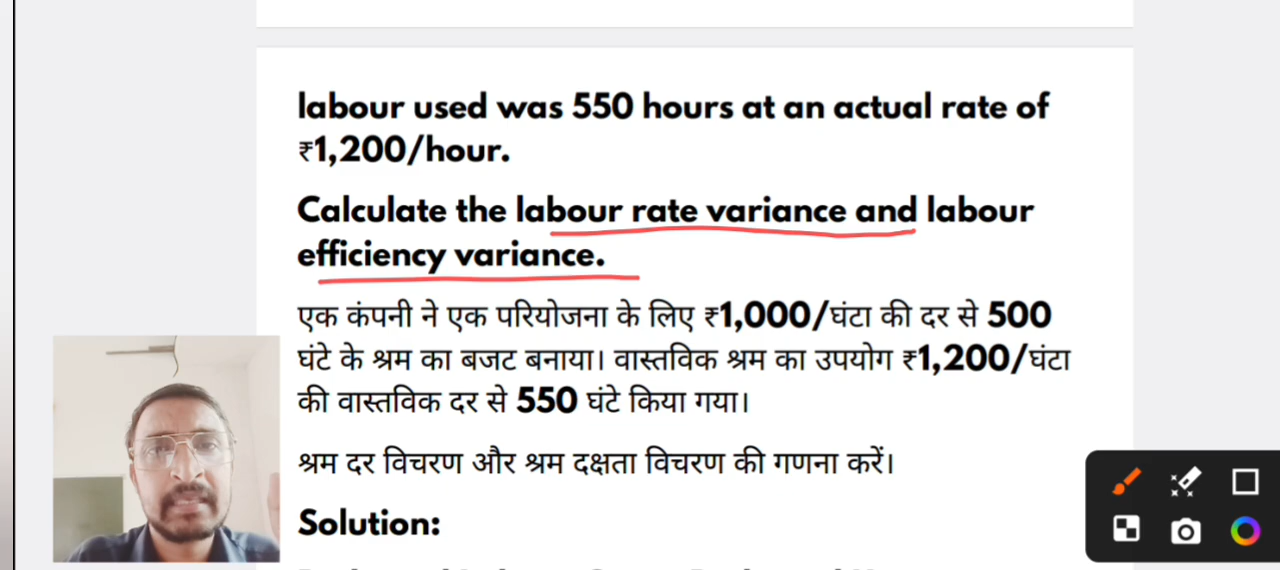 labour used was 550 hours at an actual rate of
₹1,200/hour.
Calculate the labour rate variance and labour
efficiency variance.
एक कंपनी ने एक परियोजना के लिए ₹1,000/घंटा की दर से 500
घंटे के श्रम का बजट बनाया। वास्तविक श्रम का उपयोग ₹1,200/घंटा
की वास्तविक दर से 550 घंटे किया गया।
श्रम दर विचरण और श्रम दक्षता विचरण की गणना करें।
Solution: